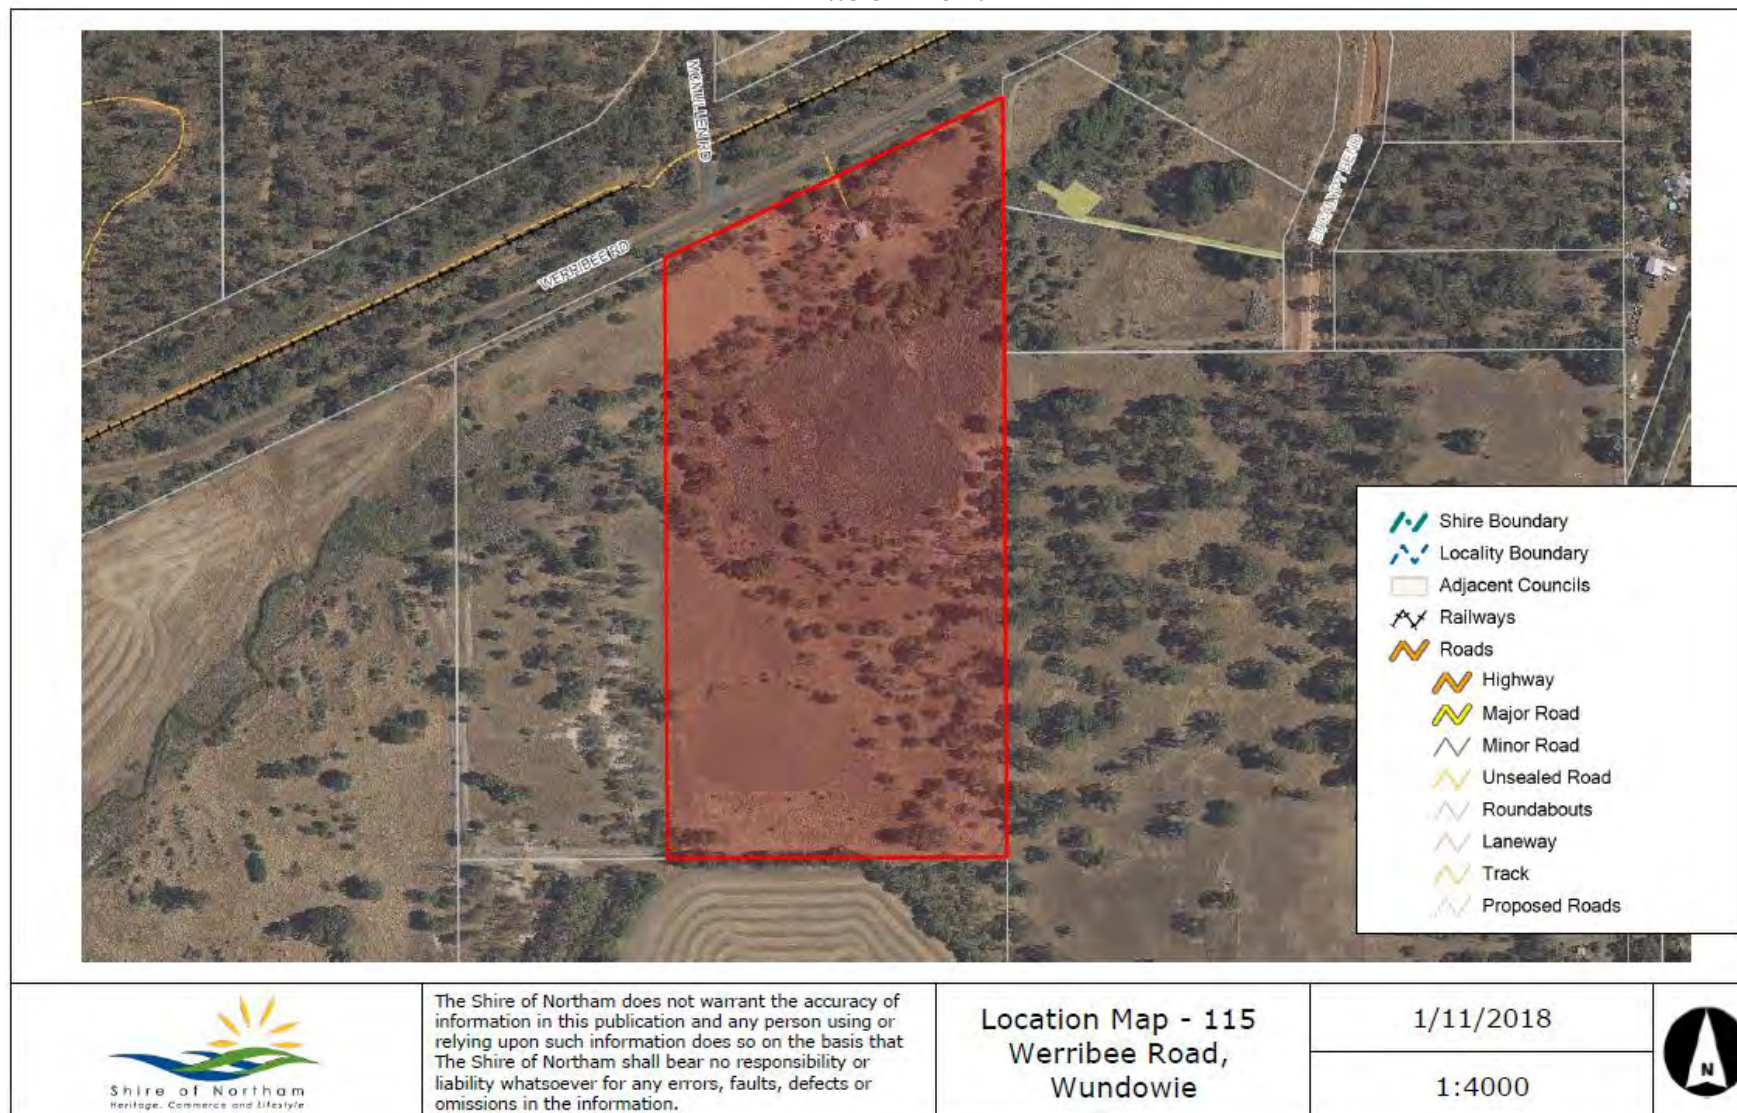 MCMULLEN RD
WERRIBEE RD
EUCALYPT BEND
Shire Boundary
Locality Boundary
Adjacent Councils
Railways
Roads
Highway
Major Road
Minor Road
Unsealed Road
Roundabouts
Laneway
Track
Proposed Roads
Shire of Northam
Heritage, Commerce and Lifestyle
The Shire of Northam does not warrant the accuracy of
information in this publication and any person using or
relying upon such information does so on the basis that
The Shire of Northam shall bear no responsibility or
liability whatsoever for any errors, faults, defects or
omissions in the information.
Location Map - 115
Werribee Road,
Wundowie
1/11/2018
1:4000
N